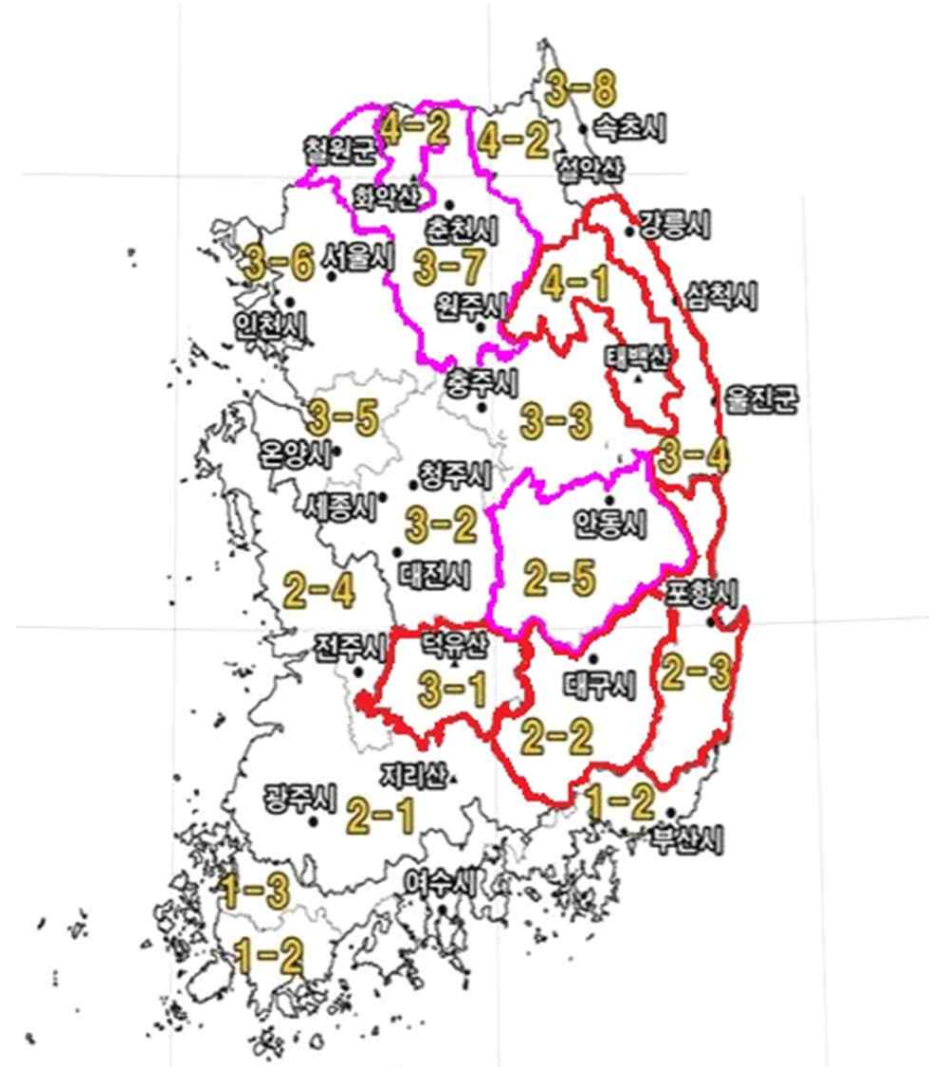 3-8
4-2
4-2
속초시
철원군
설악산
화악산
춘천시
강릉시
3-6
서울시
3-7
4-1
원주시
삼척시
인천시
태백산
충주시
울진군
3-5
3-3
온양시
3-4
청주시
세종시
3-2
안동시
대전시
2-5
2-4
포항시
전주시
덕유산
3-1
대구시
2-3
2-2
지리산
광주시
2-1
1-2
부산시
여수시
1-3
1-2